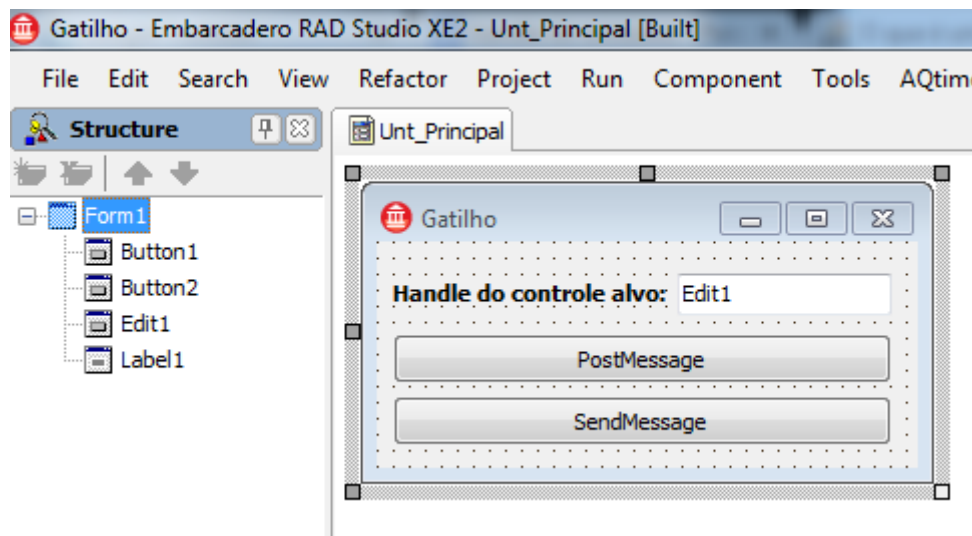 Gatilho - Embarcadero RAD Studio XE2 - Unt_Principal [Built]
File Edit Search View Refactor Project Run Component Tools AQtime
Structure
Unt_Principal
Form1
Button1
Button2
Edit1
Label1
Gatilho
Handle do controle alvo: Edit1
PostMessage
SendMessage